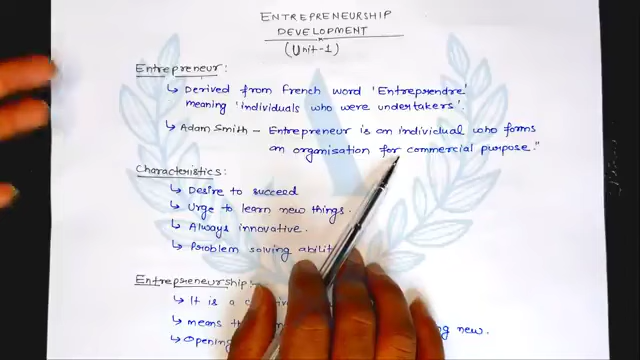 ENTREPRENEURSHIP
DEVELOPMENT
(Unit-1)
Entrepreneur:
↳ Derived from French word 'Entreprendre'
meaning 'individuals who were undertakers'.
↳ Adam Smith - Entrepreneur is an individual who forms
an organisation for commercial purpose."
Characteristics:
↳ Desire to succeed
↳ Urge to learn new things.
↳ Always innovative.
↳ Problem solving
Entrepreneurship:-
↳ It is a
↳ means new.
↳ Opening